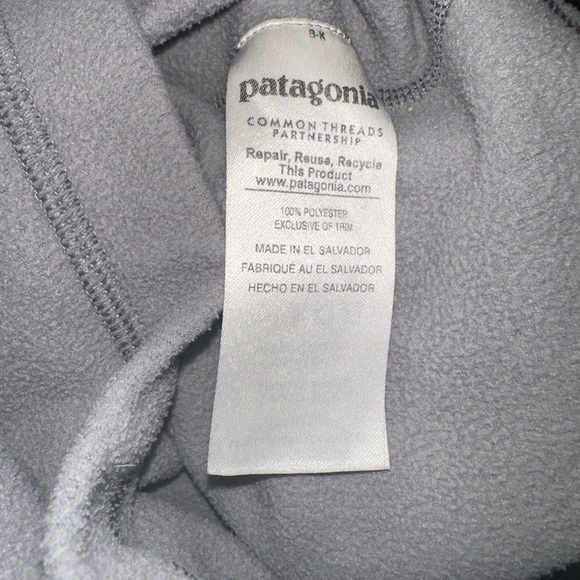 B-K
patagonia
COMMON THREADS
PARTNERSHIP
Repair, Reuse, Recycle
This Product
www.patagonia.com
100% POLYESTER
EXCLUSIVE OF TRIM
MADE IN EL SALVADOR
FABRIQUÉ AU EL SALVADOR
HECHO EN EL SALVADOR